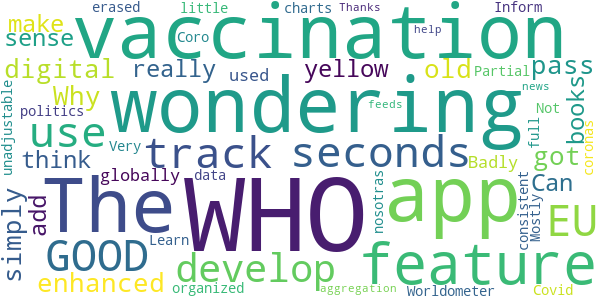 erased little charts Thanks Inform
make vaccination
sense Coro help
digital really used yellow old Partial pass
Why wondering feeds news
unadjustable politics Not books
use Very track seconds full coronas
think got Badly
add globally data nosotras consistent Can
simply The WHO app Mostly EU
GOOD Learn develop feature
enhanced organized aggregation Worldometer Covid